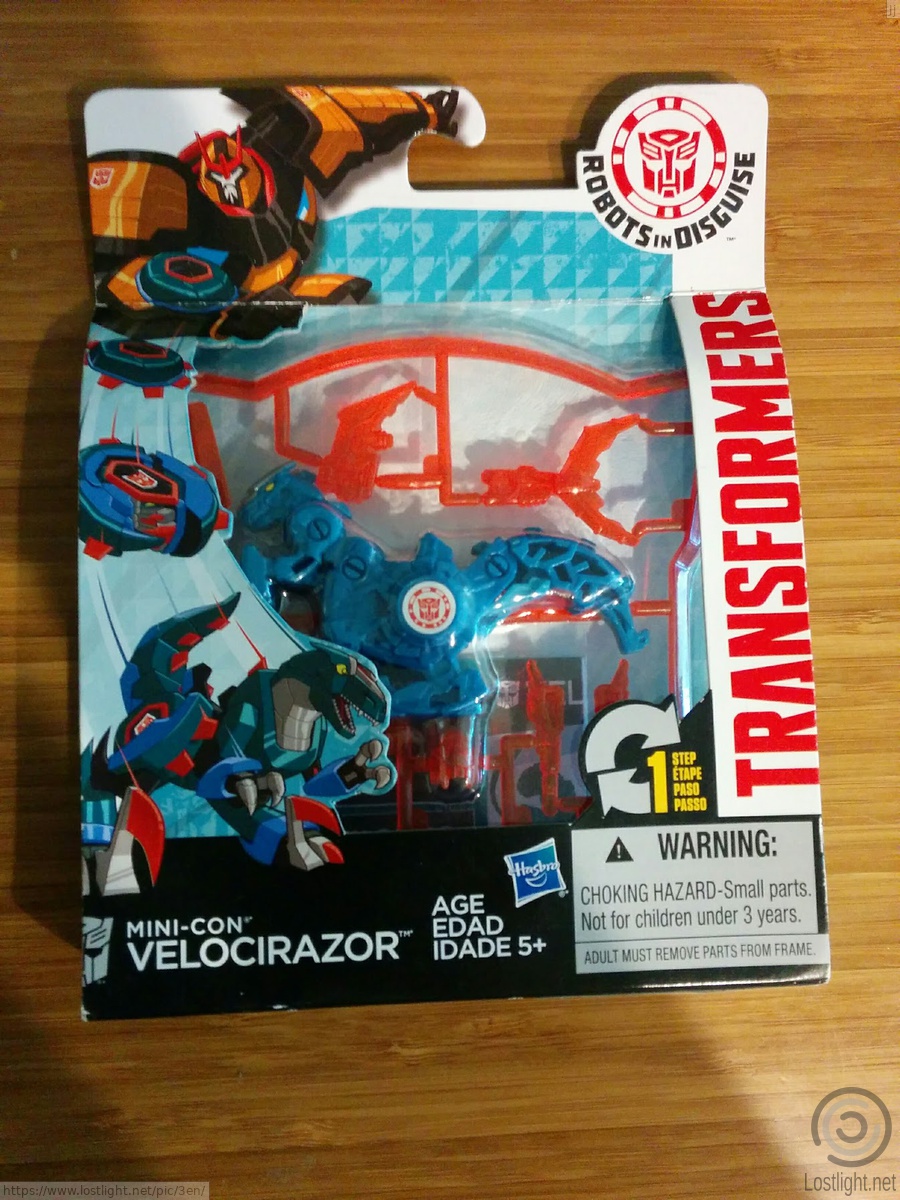 ROBOTS IN DISGUISE
™
TRANSFORMERS
1
STEP
ÉTAPE
PASO
PASSO
WARNING:
CHOKING HAZARD-Small parts.
Not for children under 3 years.
ADULT MUST REMOVE PARTS FROM FRAME.
Hasbro
®
MINI-CON®
VELOCIRAZOR™
AGE
EDAD
IDADE 5+
https://www.lostlight.net/pic/3en/
Lostlight.net